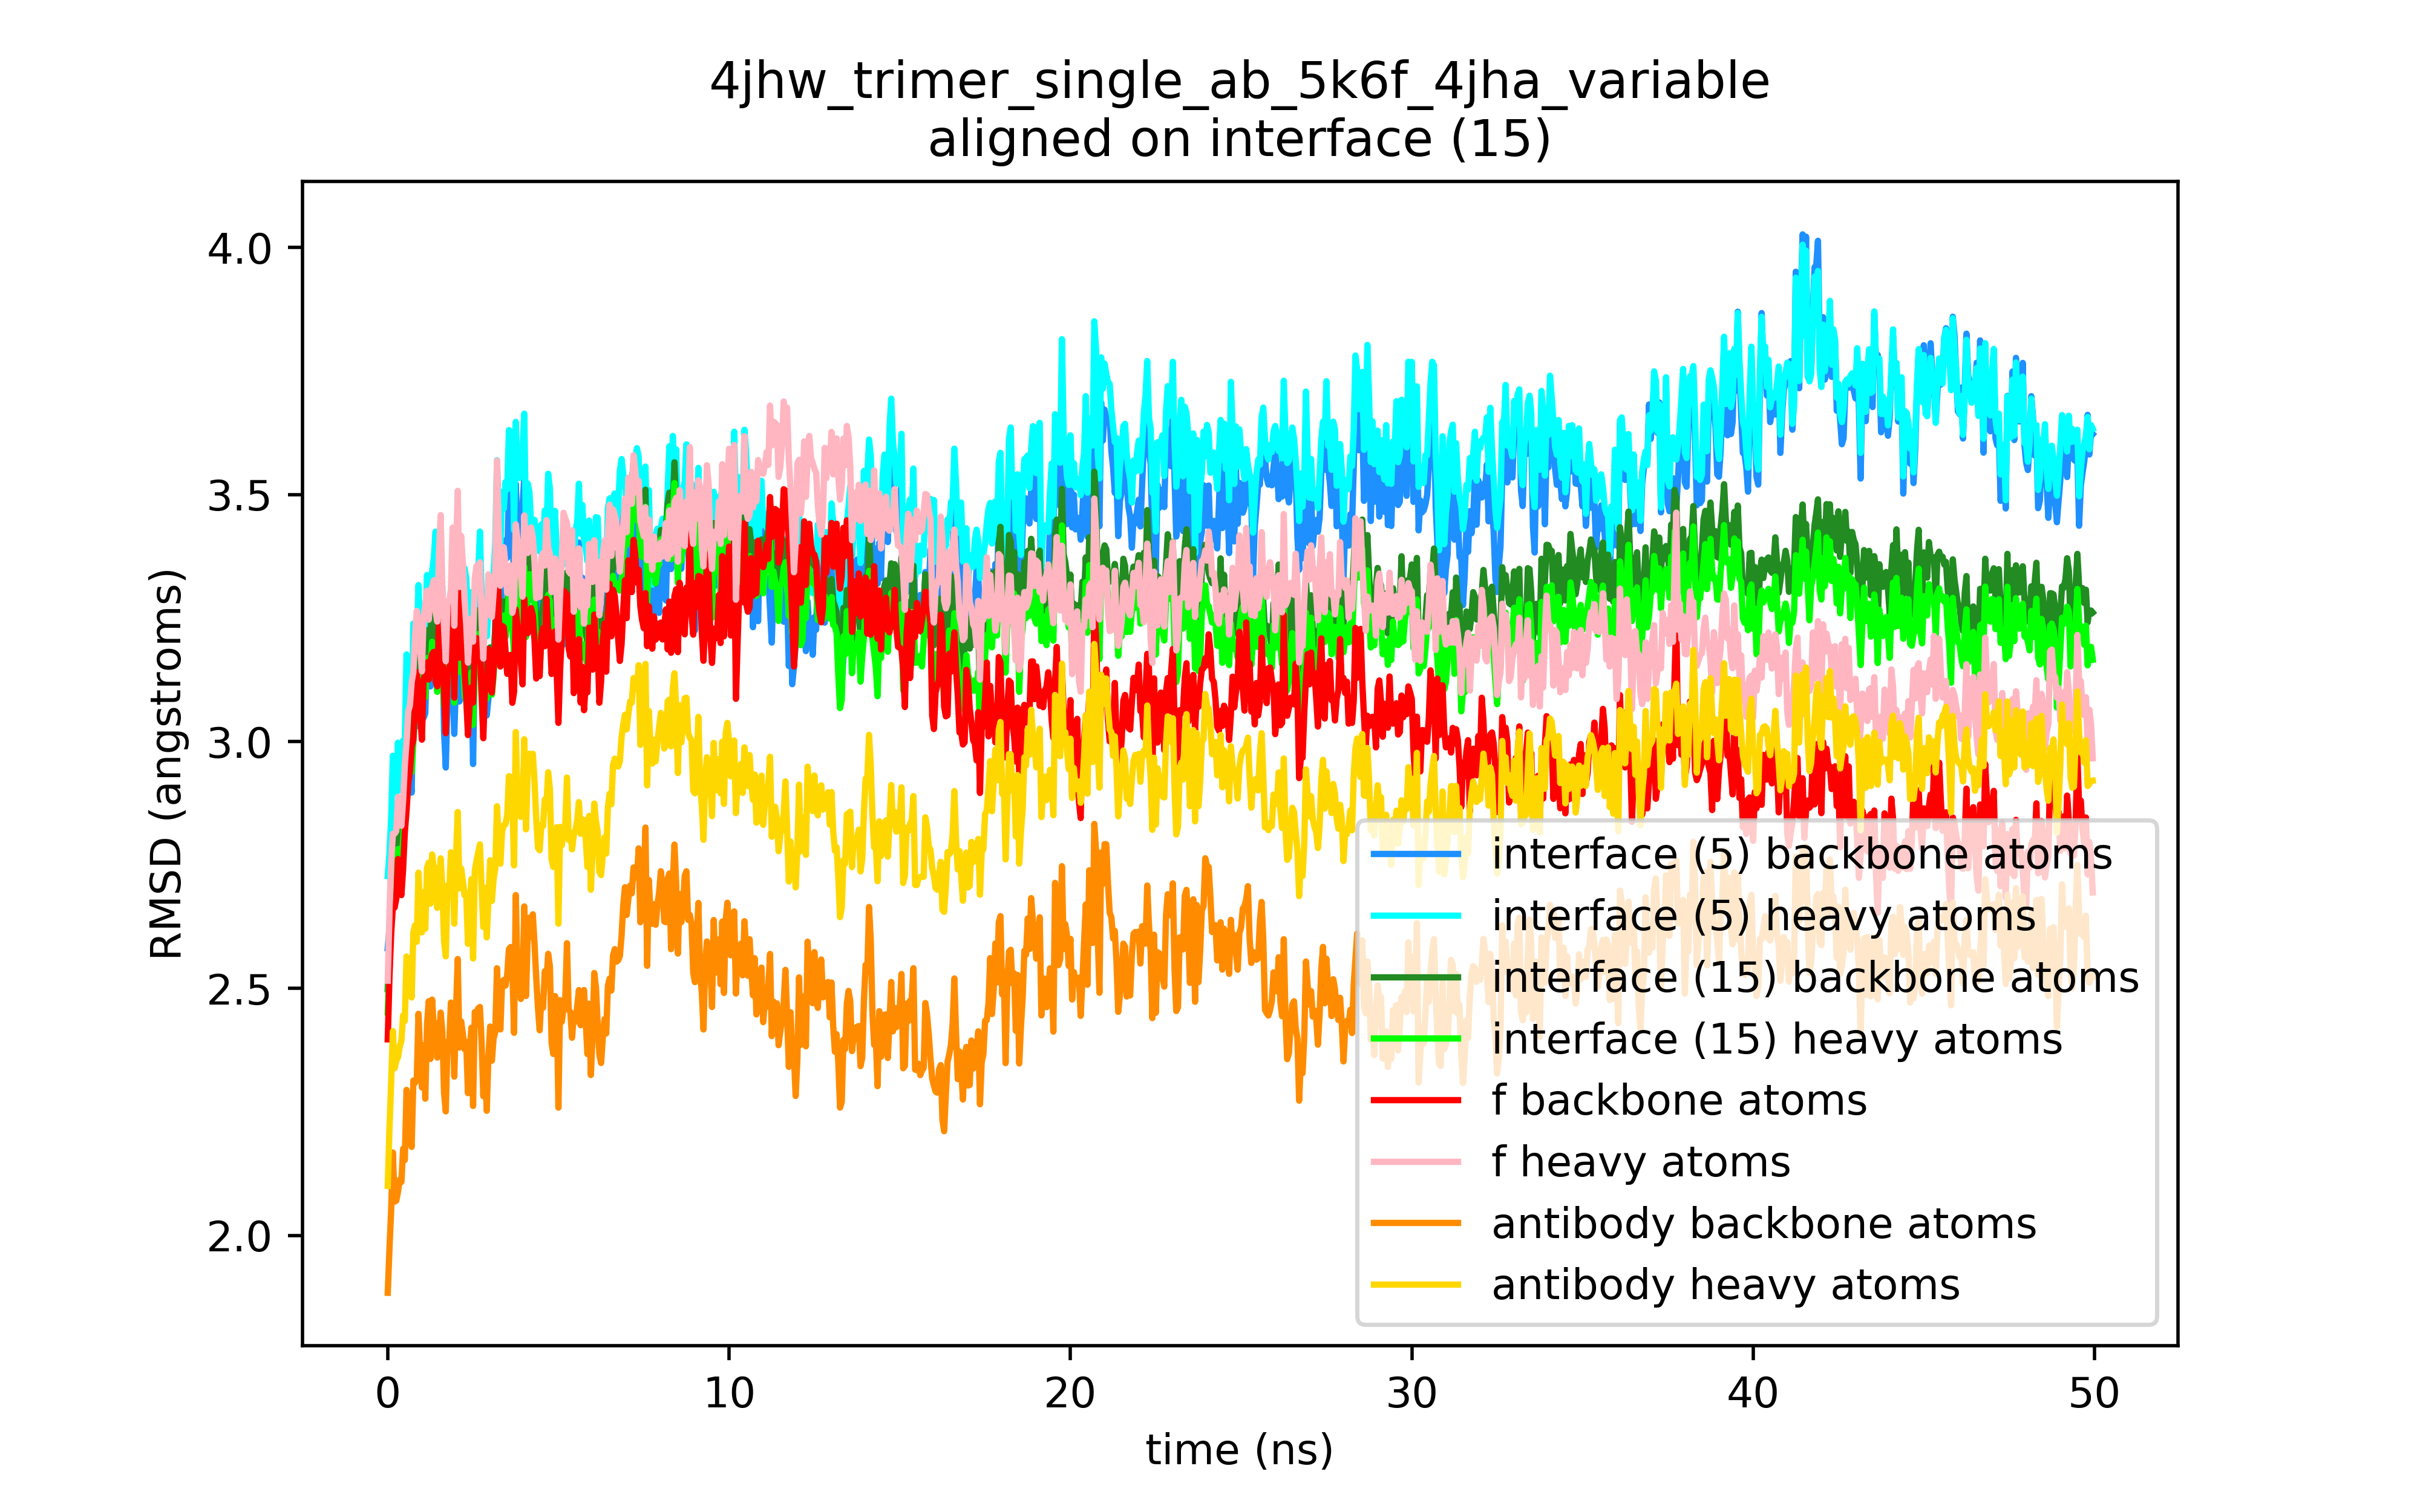 4jhw_trimer_single_ab_5k6f_4jha_variable
aligned on interface (15)
RMSD (angstroms)
4.0
3.5
3.0
2.5
2.0
interface (5) backbone atoms
interface (5) heavy atoms
interface (15) backbone atoms
interface (15) heavy atoms
f backbone atoms
f heavy atoms
antibody backbone atoms
antibody heavy atoms
0 10 20 30 40 50
time (ns)